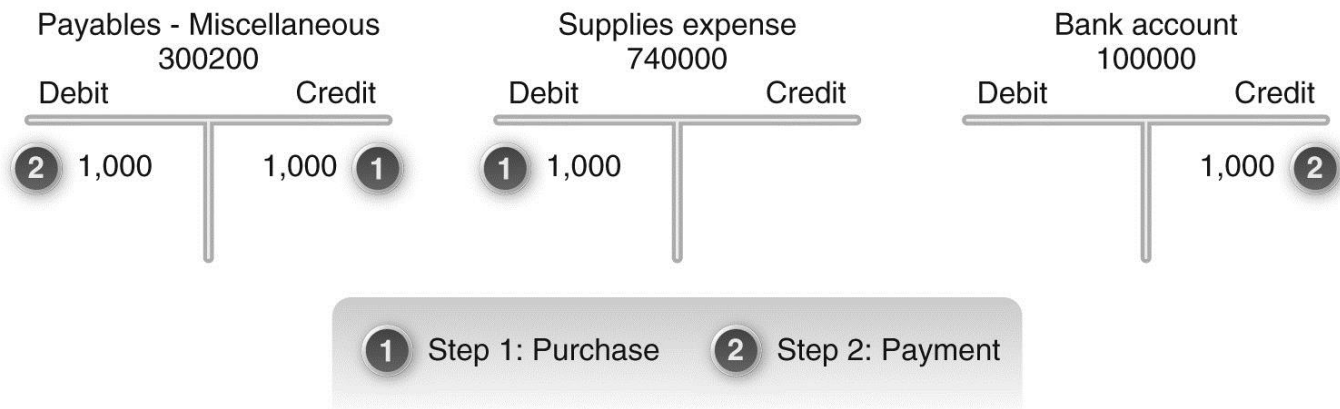 Payables - Miscellaneous
300200
Debit Credit
2 1,000 1,000 1
Supplies expense
740000
Debit Credit
1 1,000
Bank account
100000
Debit Credit
1,000 2
1 Step 1: Purchase 2 Step 2: Payment